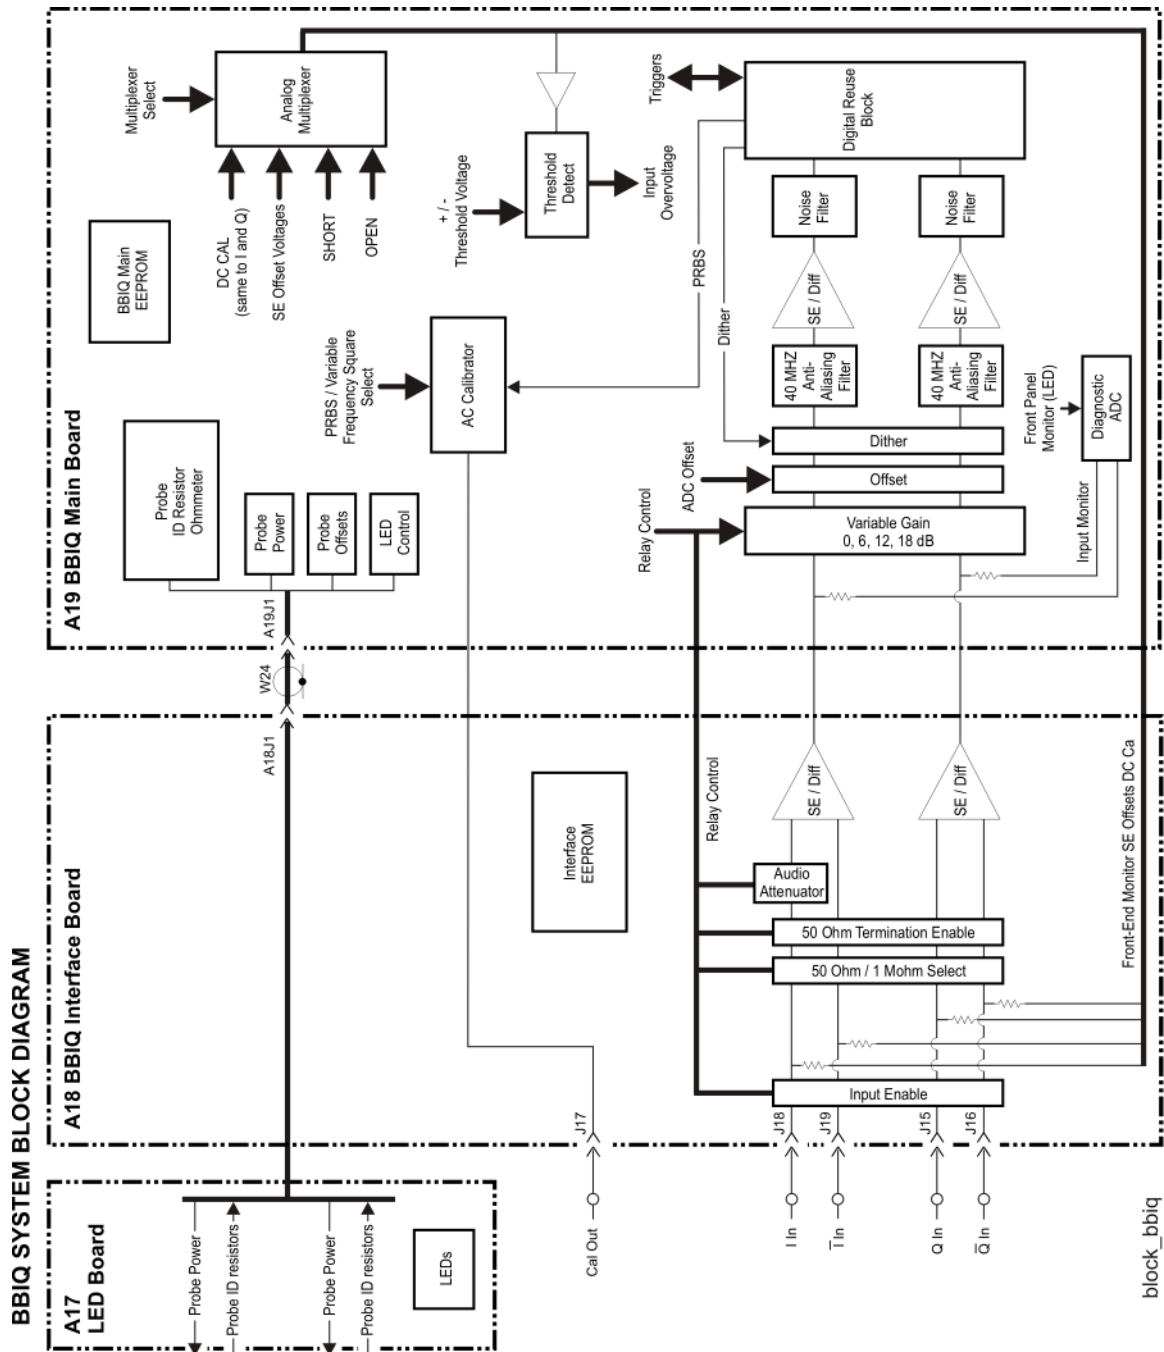 BBIQ SYSTEM BLOCK DIAGRAM
A17
LED Board
Probe Power
Probe ID resistors
Probe Power
Probe ID resistors
LEDs
A18 BBIQ Interface Board
A18J1
W24
Interface
EEPROM
Cal Out
J17
I In
J18
I̅ In
J19
Q In
J15
Q̅ In
J16
Input Enable
50 Ohm / 1 Mohm Select
50 Ohm Termination Enable
Audio
Attenuator
Relay Control
SE / Diff
SE / Diff
Front-End Monitor SE Offsets DC Ca
A19 BBIQ Main Board
A19J1
Probe
ID Resistor
Ohmmeter
Probe
Power
Probe
Offsets
LED
Control
BBIQ Main
EEPROM
Multiplexer
Select
Analog
Multiplexer
DC CAL
(same to I and Q)
SE Offset Voltages
SHORT
OPEN
PRBS / Variable
Frequency Square
Select
AC Calibrator
+ / -
Threshold Voltage
Threshold
Detect
Input
Overvoltage
Relay Control
Variable Gain
0, 6, 12, 18 dB
ADC Offset
Offset
Dither
Dither
PRBS
40 MHZ
Anti-
Aliasing
Filter
40 MHZ
Anti-
Aliasing
Filter
SE / Diff
SE / Diff
Noise
Filter
Noise
Filter
Triggers
Digital Reuse
Block
Input Monitor
Front Panel
Monitor (LED)
Diagnostic
ADC
block_bbiq